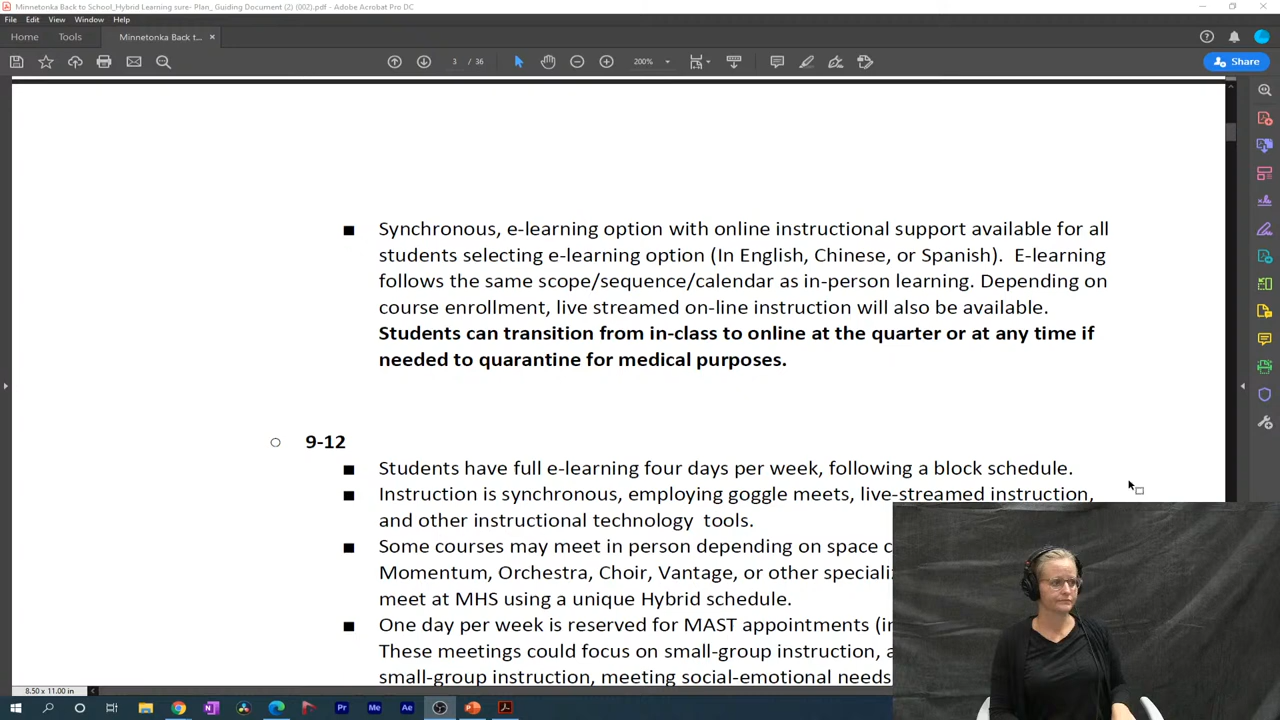 Minnetonka Back to School_Hybrid Learning sure- Plan_ Guiding Document (2) (002).pdf - Adobe Acrobat Pro DC
File Edit View Window Help
Home Tools Minnetonka Back t... ×
3 / 36 200% Share
■ Synchronous, e-learning option with online instructional support available for all
students selecting e-learning option (In English, Chinese, or Spanish). E-learning
follows the same scope/sequence/calendar as in-person learning. Depending on
course enrollment, live streamed on-line instruction will also be available.
Students can transition from in-class to online at the quarter or at any time if
needed to quarantine for medical purposes.
○ 9-12
■ Students have full e-learning four days per week, following a block schedule.
■ Instruction is synchronous, employing goggle meets, live-streamed instruction,
and other instructional technology tools.
■ Some courses may meet in person depending on space
Momentum, Orchestra, Choir, Vantage, or other
meet at MHS using a unique Hybrid schedule.
■ One day per week is reserved for MAST appointments
These meetings could focus on small-group instruction,
small-group instruction, meeting social-emotional needs
8.50 x 11.00 in
Pr Me Ae